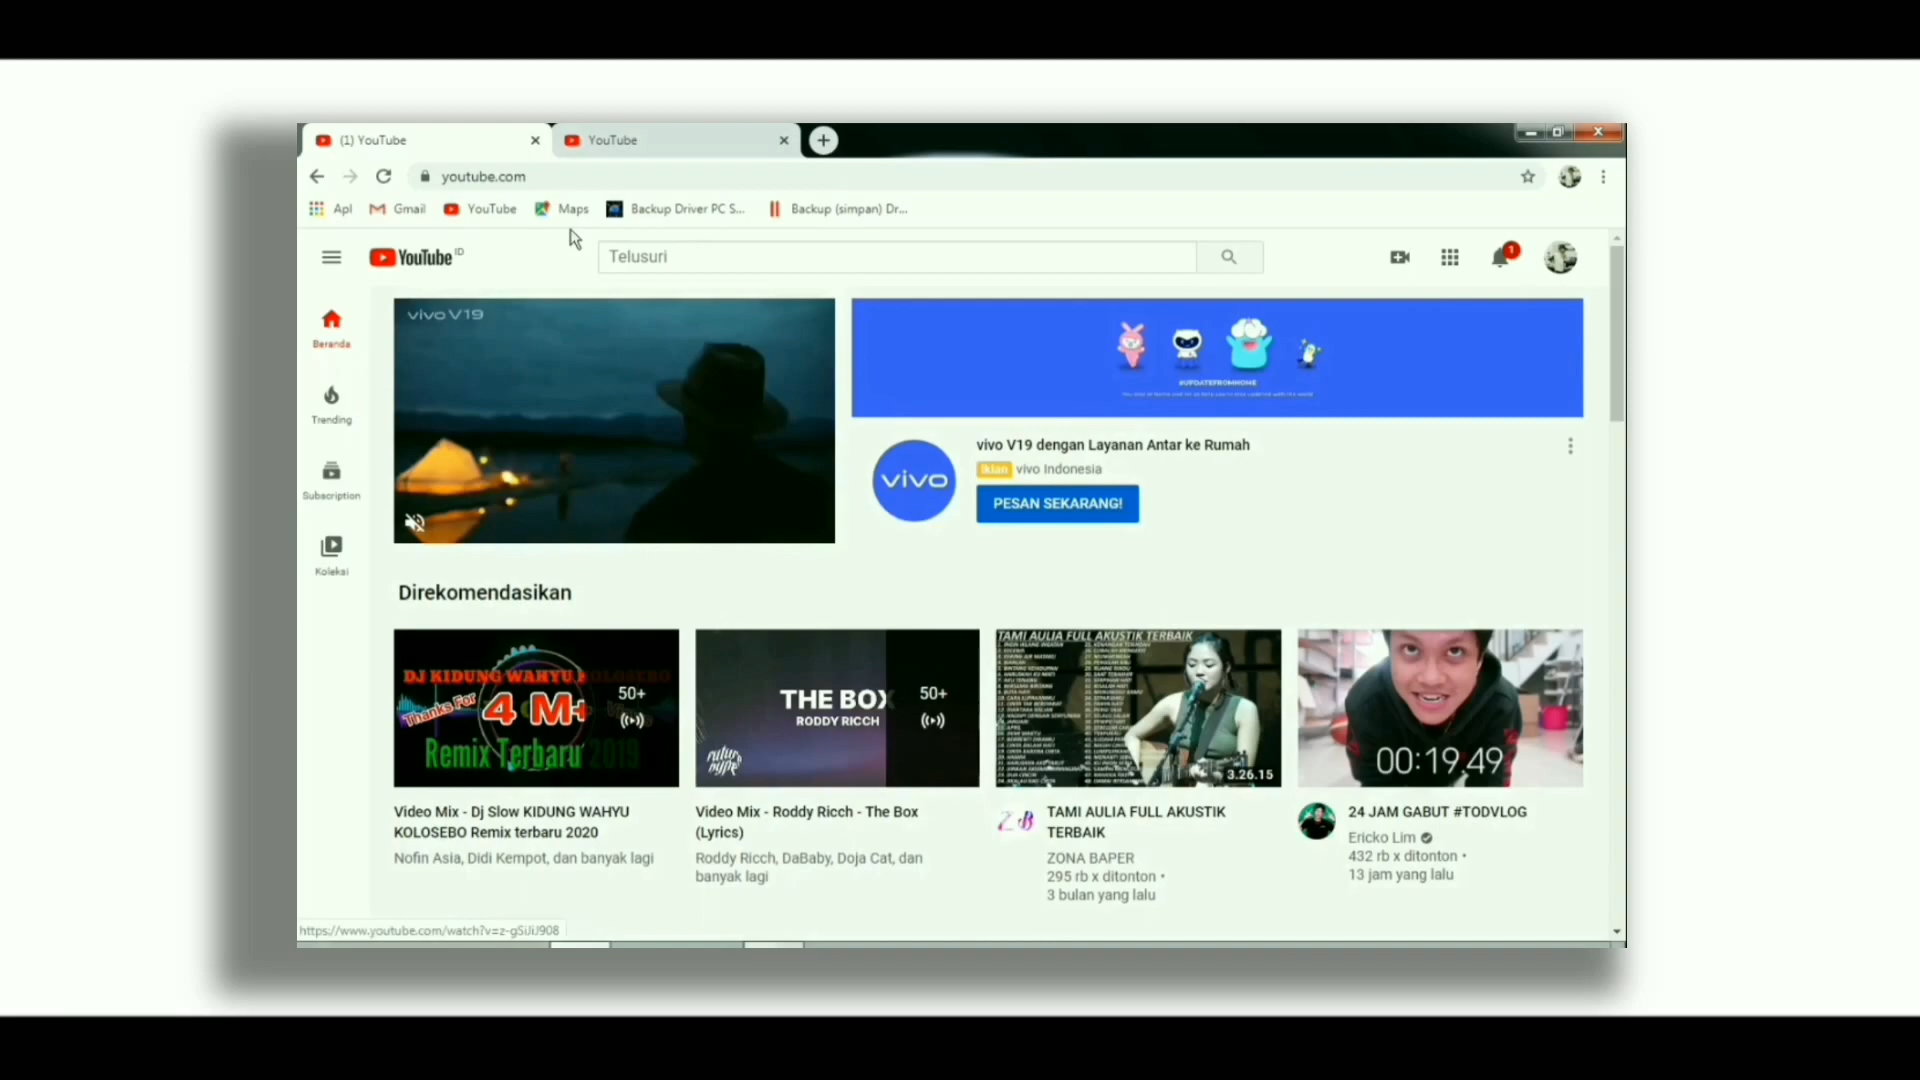 (1) YouTube
YouTube
youtube.com
Apl
Gmail
YouTube
Maps
Backup Driver PC S...
Backup (simpan) Dr...
YouTube ID
Telusuri
1
Beranda
Trending
Subscription
Koleksi
vivo V19
#UPDATEFROMHOME
vivo
vivo V19 dengan Layanan Antar ke Rumah
Iklan vivo Indonesia
PESAN SEKARANG!
Direkomendasikan
DJ KIDUNG WAHYU KOLOSEBO
Thanks For 4 M+
Remix Terbaru 2019
50+
THE BOX
RODDY RICCH
50+
TAMI AULIA FULL AKUSTIK TERBAIK
3.26.15
00:19.49
Video Mix - Dj Slow KIDUNG WAHYU
KOLOSEBO Remix terbaru 2020
Nofin Asia, Didi Kempot, dan banyak lagi
Video Mix - Roddy Ricch - The Box
(Lyrics)
Roddy Ricch, DaBaby, Doja Cat, dan
banyak lagi
ZB
TAMI AULIA FULL AKUSTIK
TERBAIK
ZONA BAPER
295 rb x ditonton •
3 bulan yang lalu
24 JAM GABUT #TODVLOG
Ericko Lim
432 rb x ditonton •
13 jam yang lalu
https://www.youtube.com/watch?v=z-gSiJiJ908